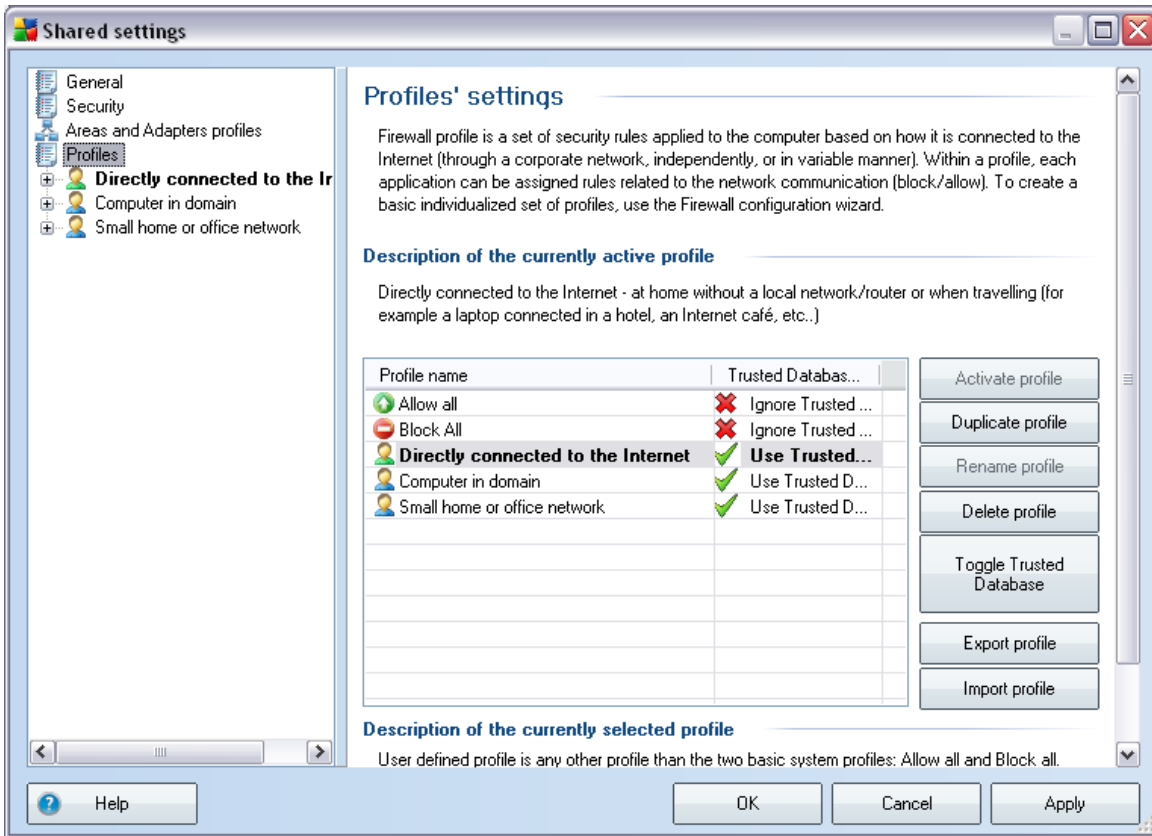 Shared settings
General
Security
Areas and Adapters profiles
Profiles
Directly connected to the Ir
Computer in domain
Small home or office network
Profiles' settings
Firewall profile is a set of security rules applied to the computer based on how it is connected to the
Internet (through a corporate network, independently, or in variable manner). Within a profile, each
application can be assigned rules related to the network communication (block/allow). To create a
basic individualized set of profiles, use the Firewall configuration wizard.
Description of the currently active profile
Directly connected to the Internet - at home without a local network/router or when travelling (for
example a laptop connected in a hotel, an Internet café, etc..)
Profile name Trusted Databas...
Allow all Ignore Trusted ...
Block All Ignore Trusted ...
Directly connected to the Internet Use Trusted...
Computer in domain Use Trusted D...
Small home or office network Use Trusted D...
Activate profile
Duplicate profile
Rename profile
Delete profile
Toggle Trusted
Database
Export profile
Import profile
Description of the currently selected profile
User defined profile is any other profile than the two basic system profiles: Allow all and Block all.
Help
OK
Cancel
Apply